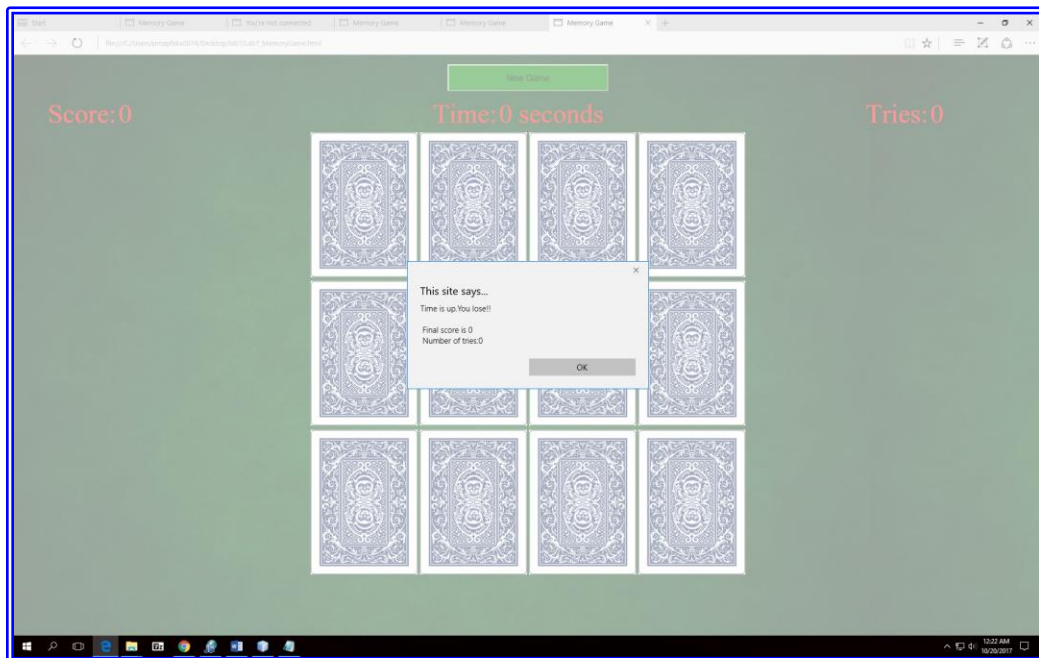 Start Memory Game You're not connected Memory Game Memory Game Memory Game
New Game
Score:0 Time:0 seconds Tries:0
This site says...
Time is up.You lose!!
Final score is 0
Number of tries:0
OK
12:22 AM
10/20/2017